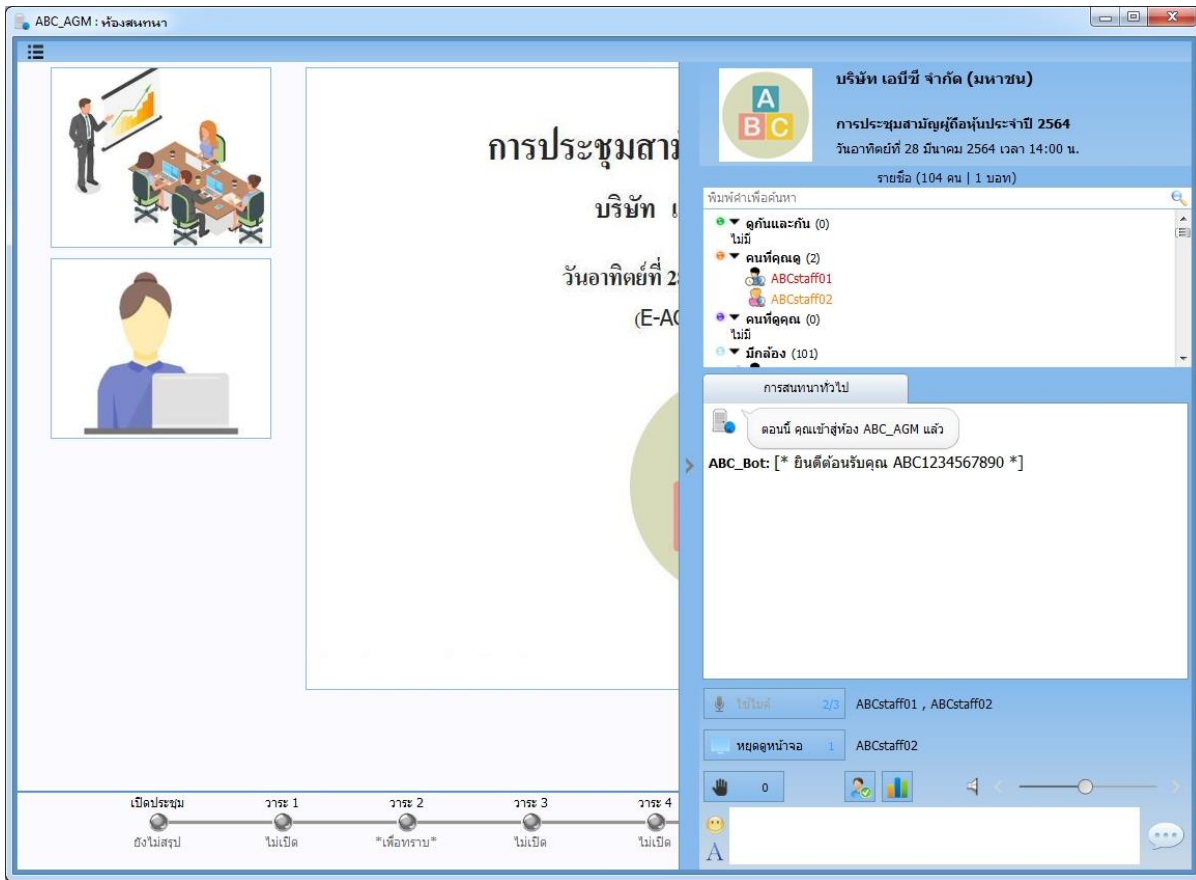 ABC_AGM : ห้องสนทนา
การประชุมสามั
บริษัท เ
วันอาทิตย์ที่ 2
(E-AG
A
B C
บริษัท เอบีซี จำกัด (มหาชน)
การประชุมสามัญผู้ถือหุ้นประจำปี 2564
วันอาทิตย์ที่ 28 มีนาคม 2564 เวลา 14:00 น.
รายชื่อ (104 คน | 1 บอท)
พิมพ์คำเพื่อค้นหา
ดูกันและกัน (0)
ไม่มี
คนที่คุณดู (2)
ABCstaff01
ABCstaff02
คนที่ดูคุณ (0)
ไม่มี
มีกล้อง (101)
การสนทนาทั่วไป
ตอนนี้ คุณเข้าสู่ห้อง ABC_AGM แล้ว
ABC_Bot: [* ยินดีต้อนรับคุณ ABC1234567890 *]
ใช้ไมค์ 2/3 ABCstaff01 , ABCstaff02
หยุดดูหน้าจอ 1 ABCstaff02
0
A
เปิดประชุม วาระ 1 วาระ 2 วาระ 3 วาระ 4
ยังไม่สรุป ไม่เปิด "เพื่อทราบ" ไม่เปิด ไม่เปิด